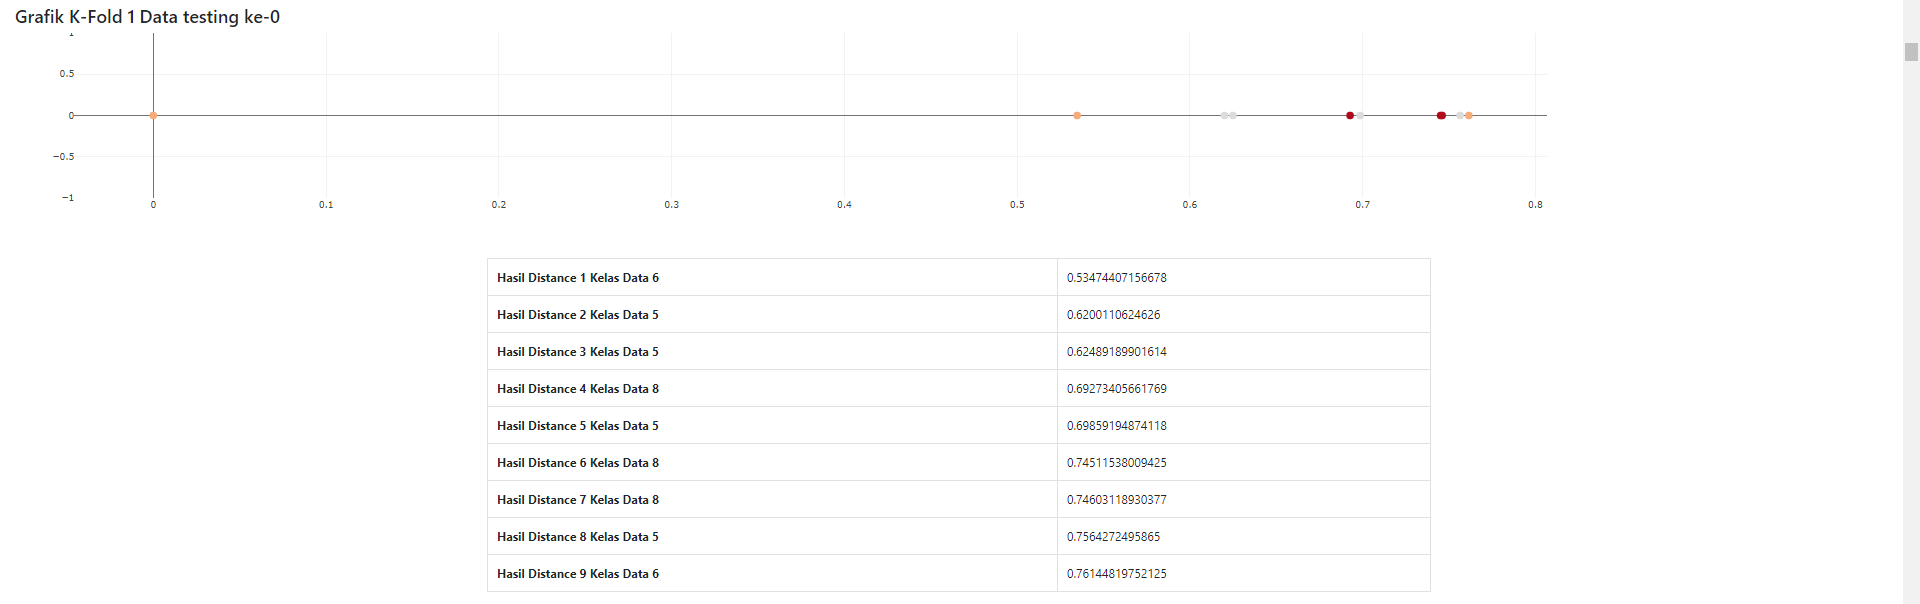 Grafik K-Fold 1 Data testing ke-0
1
0.5
0
−0.5
−1
0 0.1 0.2 0.3 0.4 0.5 0.6 0.7 0.8
Hasil Distance 1 Kelas Data 6 0.53474407156678
Hasil Distance 2 Kelas Data 5 0.6200110624626
Hasil Distance 3 Kelas Data 5 0.62489189901614
Hasil Distance 4 Kelas Data 8 0.69273405661769
Hasil Distance 5 Kelas Data 5 0.69859194874118
Hasil Distance 6 Kelas Data 8 0.74511538009425
Hasil Distance 7 Kelas Data 8 0.74603118930377
Hasil Distance 8 Kelas Data 5 0.7564272495865
Hasil Distance 9 Kelas Data 6 0.76144819752125